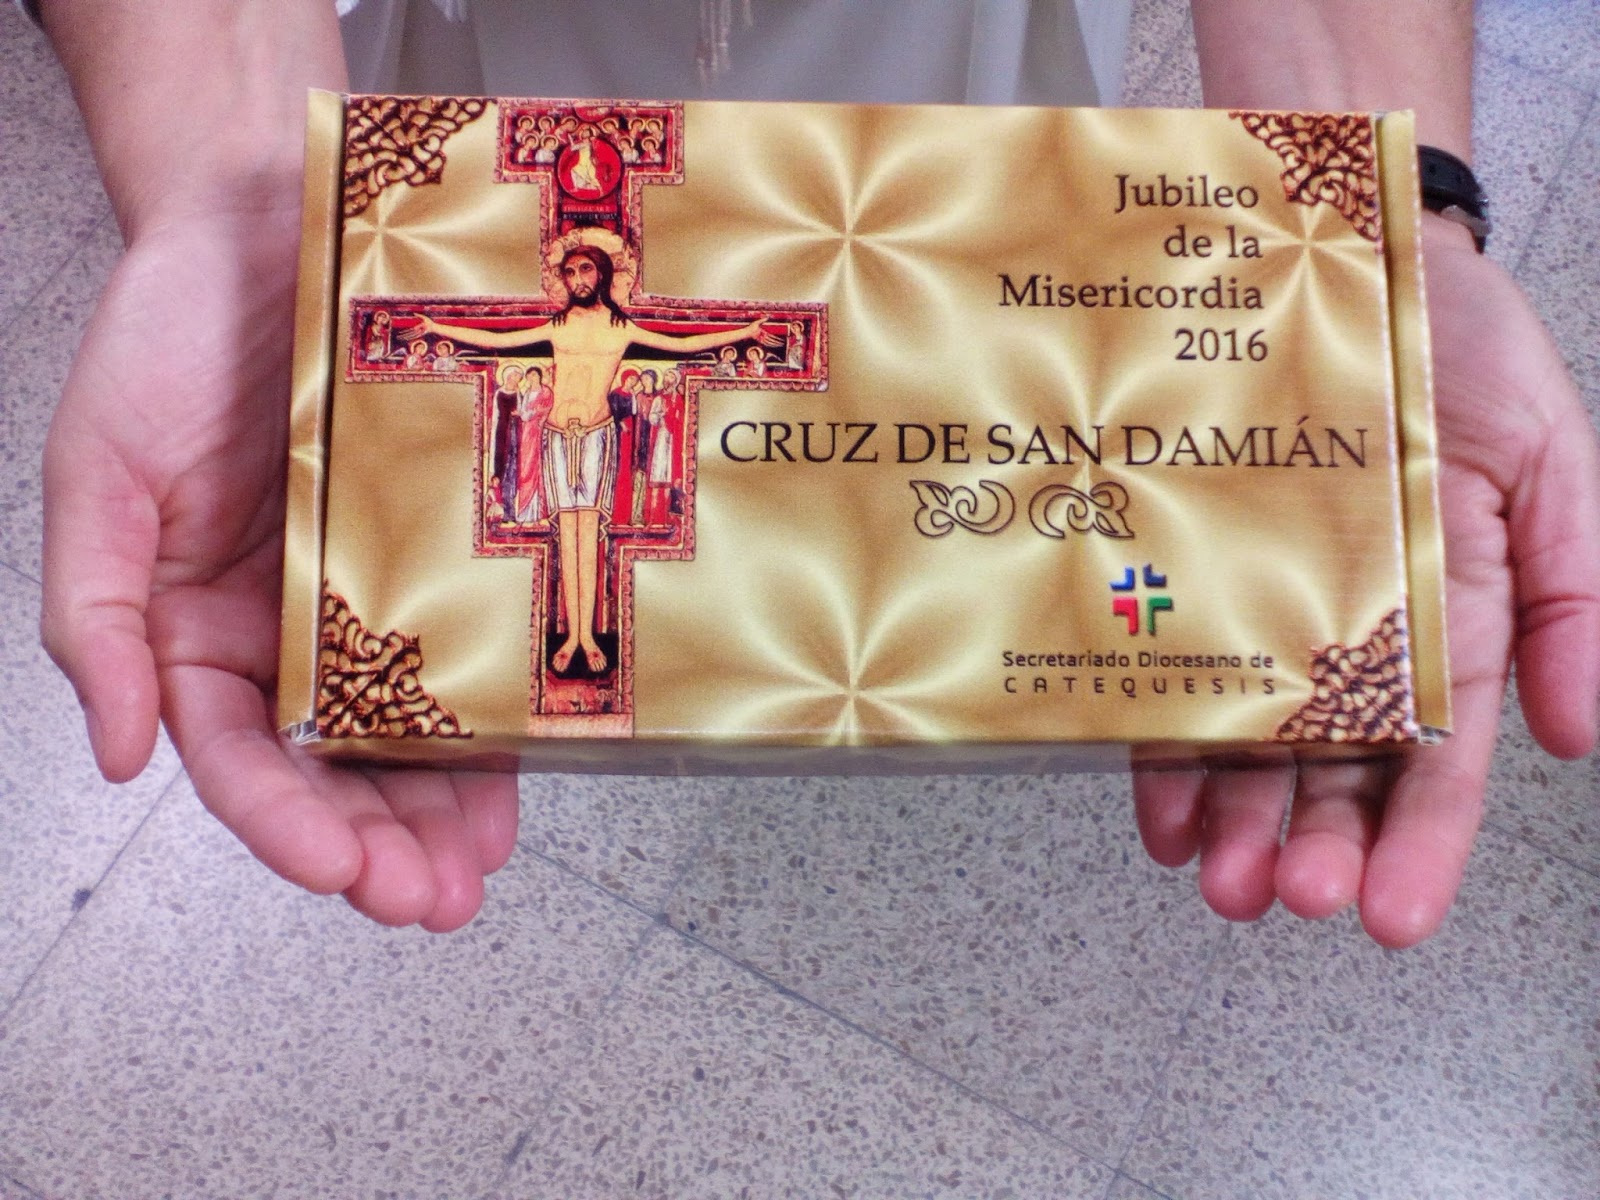 Jubileo
de la
Misericordia
2016
CRUZ DE SAN DAMIÁN
Secretariado Diocesano de
CATEQUESIS